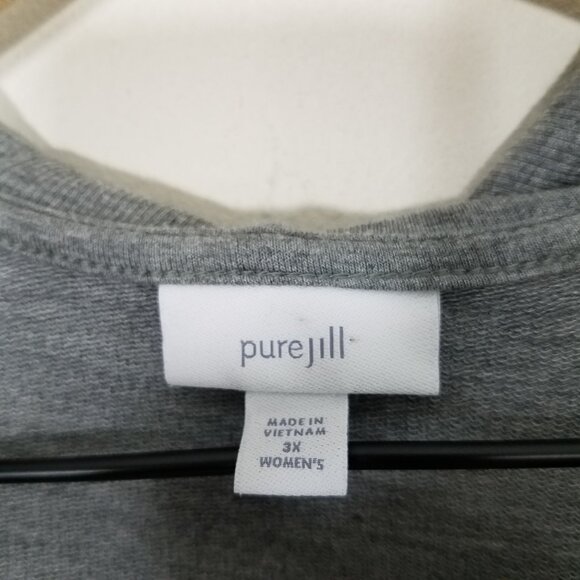 purejill
MADE IN
VIETNAM
3X
WOMEN'S